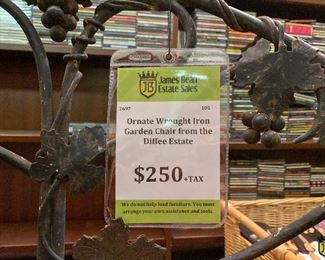 JB
James Bean
Estate Sales
2697 105
Ornate Wrought Iron
Garden Chair from the
Diffee Estate
$250 +TAX
We do not help load furniture. You must
arrange your own assistance and tools.